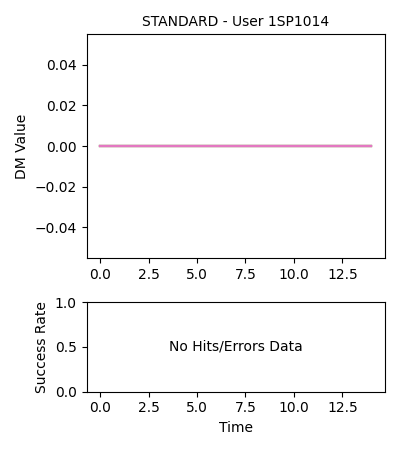 STANDARD - User 1SP1014
DM Value
0.04
0.02
0.00
−0.02
−0.04
0.0 2.5 5.0 7.5 10.0 12.5
Success Rate
1.0
0.5
0.0
No Hits/Errors Data
0.0 2.5 5.0 7.5 10.0 12.5
Time